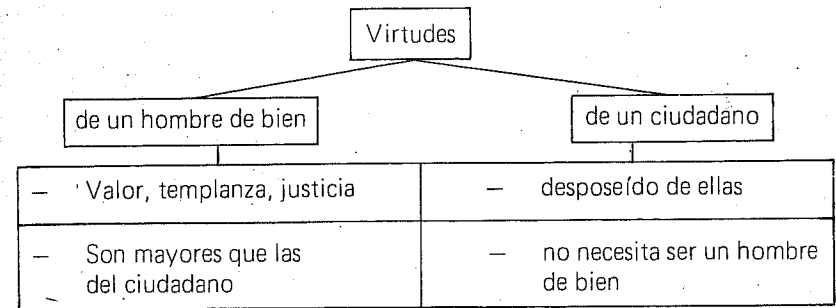 Virtudes
de un hombre de bien
de un ciudadano
— Valor, templanza, justicia
— desposeído de ellas
— Son mayores que las
del ciudadano
— no necesita ser un hombre
de bien